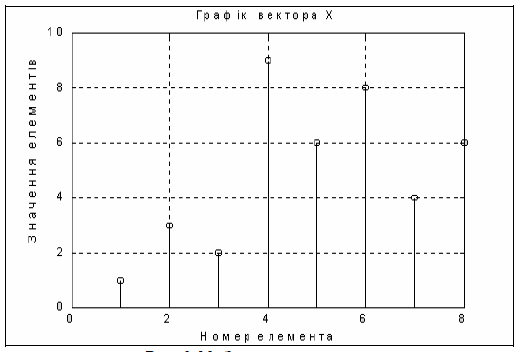 Графік вектора X
Значення елементів
10
8
6
4
2
0
0 2 4 6 8
Номер елемента